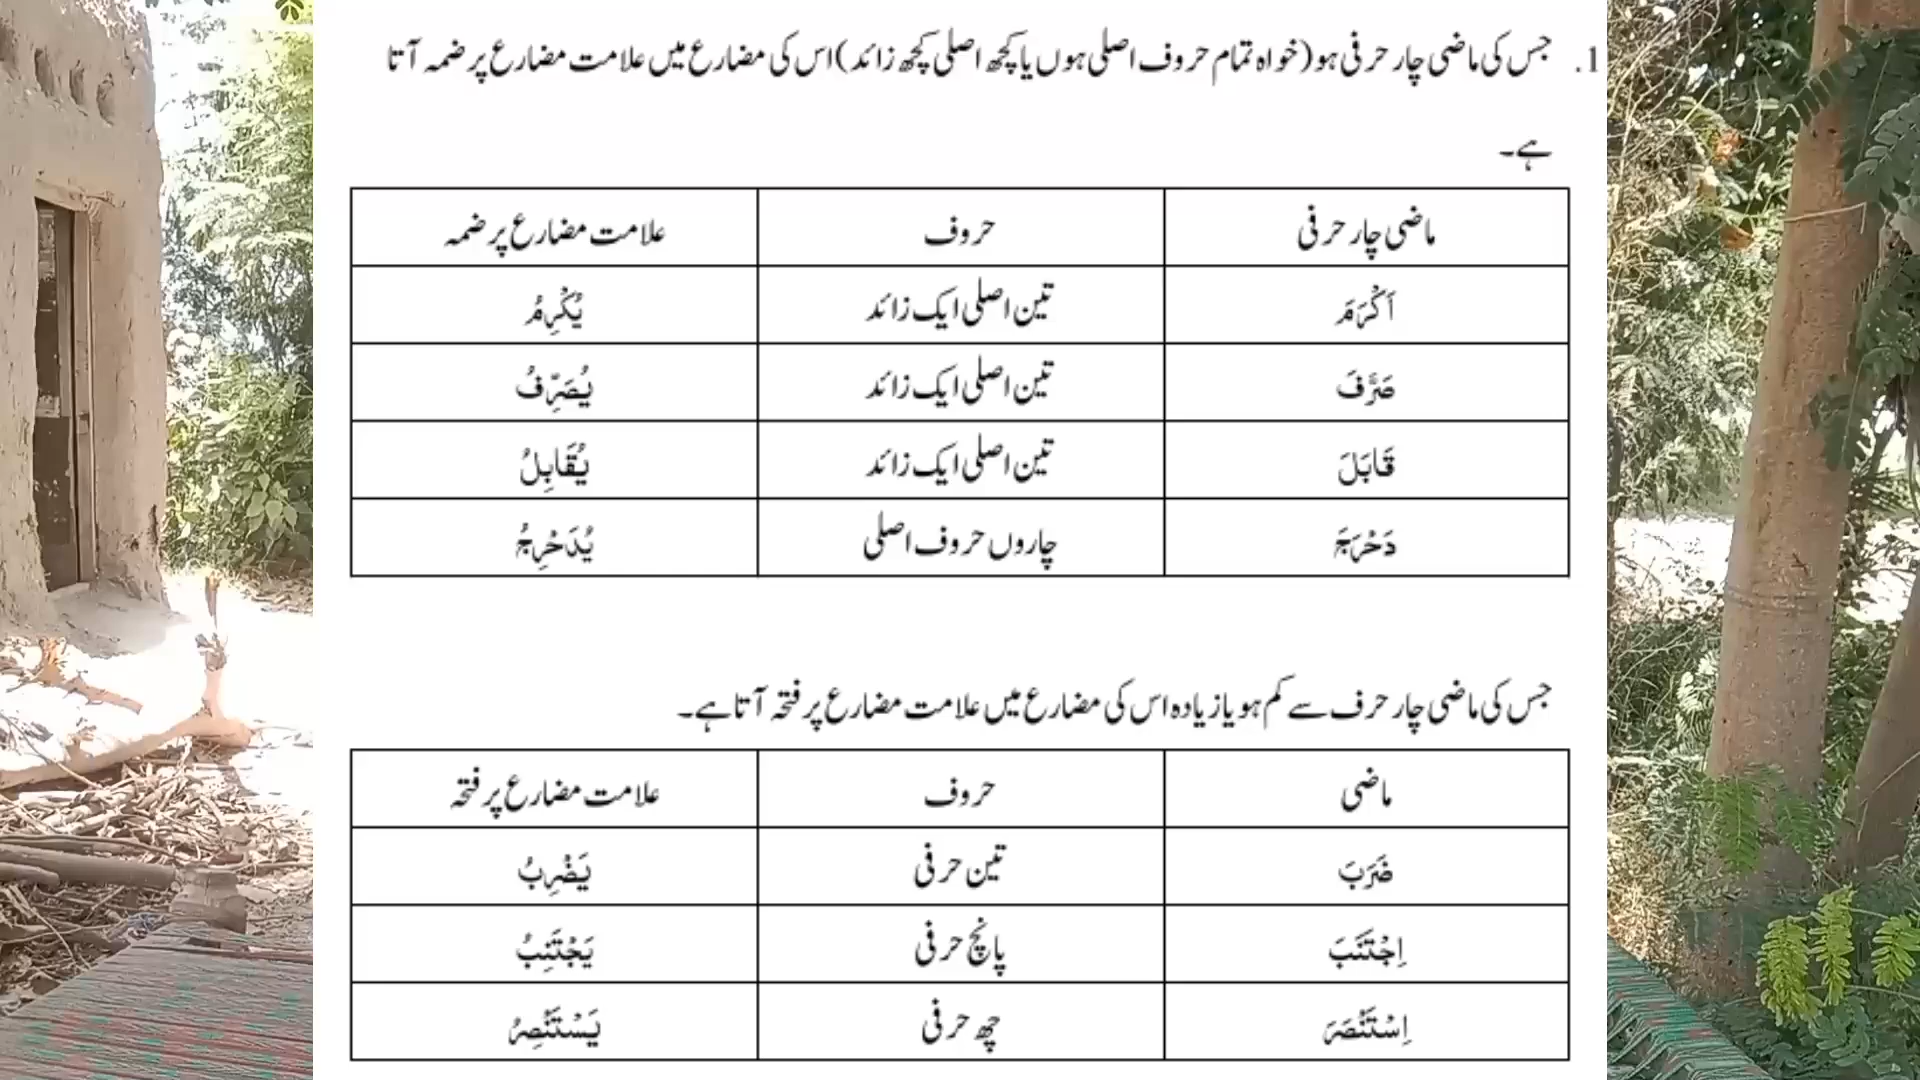 1. جس کی ماضی چار حرفی ہو(خواہ تمام حروف اصلی ہوں یا کچھ اصلی کچھ زائد)اس کی مضارع میں علامت مضارع پر ضمہ آتا
ہے۔
ماضی چار حرفی حروف علامت مضارع پر ضمہ
اَکْرَمَ تین اصلی ایک زائد یُکْرِمُ
صَرَّفَ تین اصلی ایک زائد یُصَرِّفُ
قَابَلَ تین اصلی ایک زائد یُقَابِلُ
دَحْرَجَ چاروں حروف اصلی یُدَحْرِجُ
جس کی ماضی چار حرف سے کم ہو یا زیادہ اس کی مضارع میں علامت مضارع پر فتحہ آتا ہے۔
ماضی حروف علامت مضارع پر فتحہ
ضَرَبَ تین حرفی یَضْرِبُ
اِجْتَنَبَ پانچ حرفی یَجْتَنِبُ
اِسْتَنْصَرَ چھ حرفی یَسْتَنْصِرُ